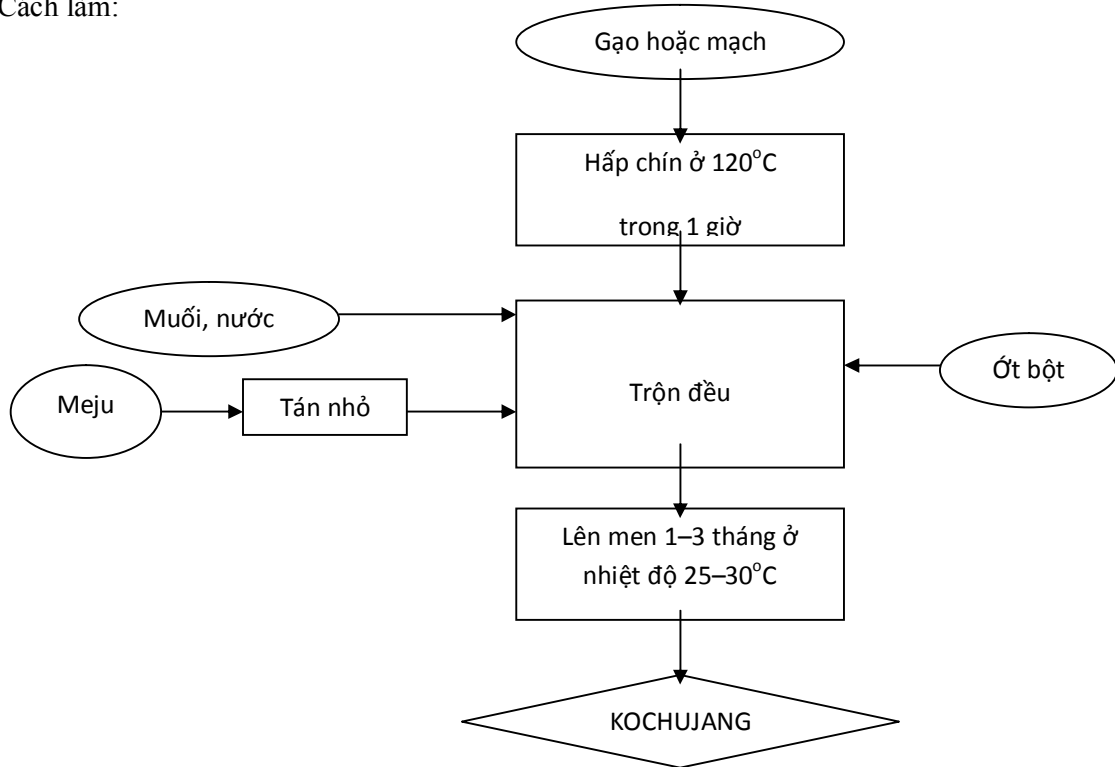 Cách làm:
Gạo hoặc mạch
Hấp chín ở 120°C
trong 1 giờ
Muối, nước
Ớt bột
Trộn đều
Meju
Tán nhỏ
Lên men 1–3 tháng ở
nhiệt độ 25–30°C
KOCHUJANG